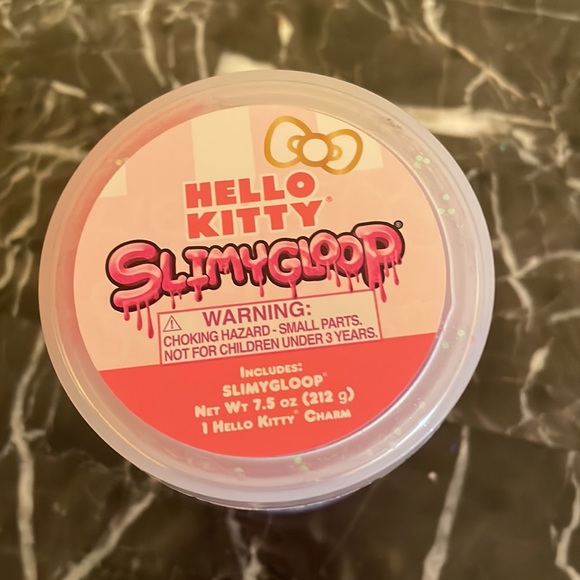 HELLO
KITTY®
SLIMYGLOOP®
WARNING:
CHOKING HAZARD - SMALL PARTS.
NOT FOR CHILDREN UNDER 3 YEARS.
INCLUDES:
SLIMYGLOOP®
NET WT 7.5 OZ (212 g)
1 HELLO KITTY® CHARM